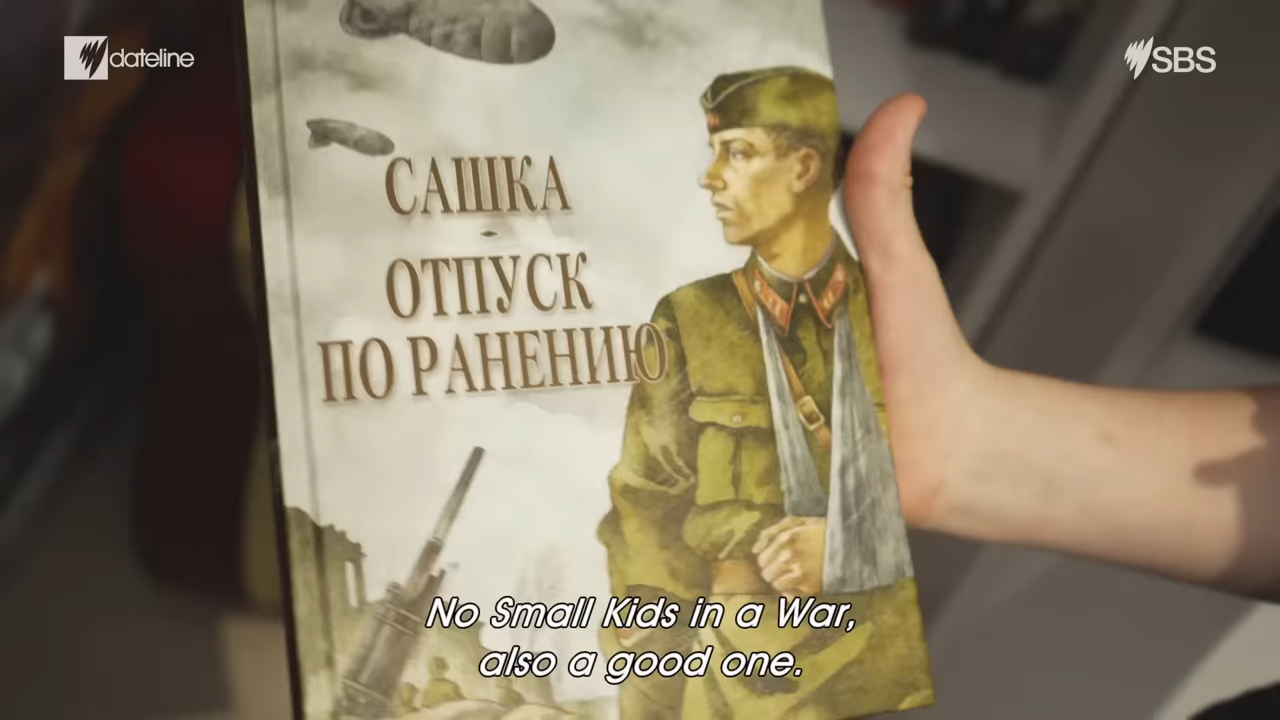 dateline
SBS
САШКА
ОТПУСК
ПО РАНЕНИЮ
No Small Kids in a War,
also a good one.